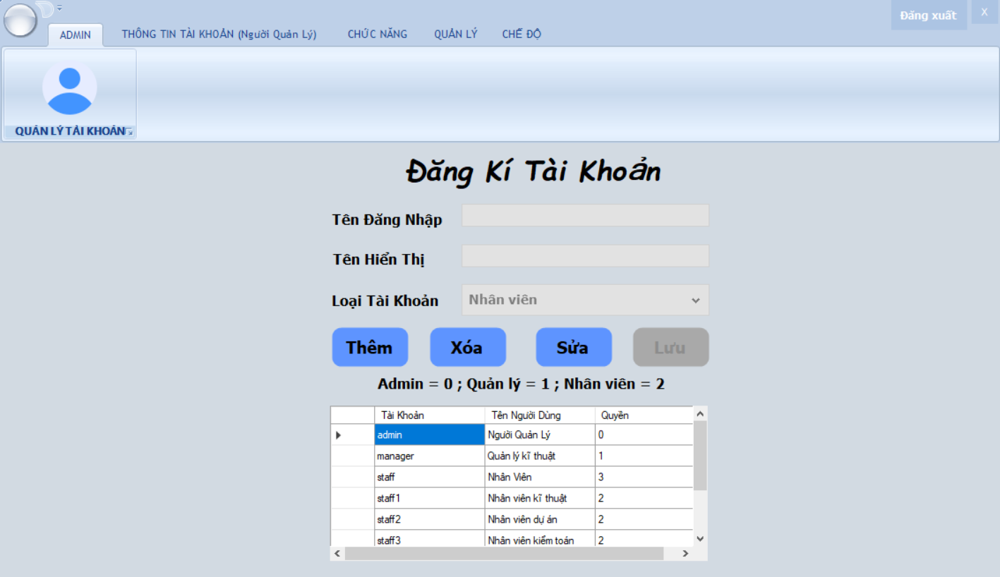 Đăng xuất X
ADMIN THÔNG TIN TÀI KHOẢN (Người Quản Lý) CHỨC NĂNG QUẢN LÝ CHẾ ĐỘ
QUẢN LÝ TÀI KHOẢN
Đăng Kí Tài Khoản
Tên Đăng Nhập
Tên Hiển Thị
Loại Tài Khoản Nhân viên
Thêm Xóa Sửa Lưu
Admin = 0 ; Quản lý = 1 ; Nhân viên = 2
Tài Khoản Tên Người Dùng Quyền
admin Người Quản Lý 0
manager Quản lý kĩ thuật 1
staff Nhân Viên 3
staff1 Nhân viên kĩ thuật 2
staff2 Nhân viên dự án 2
staff3 Nhân viên kiểm toán 2